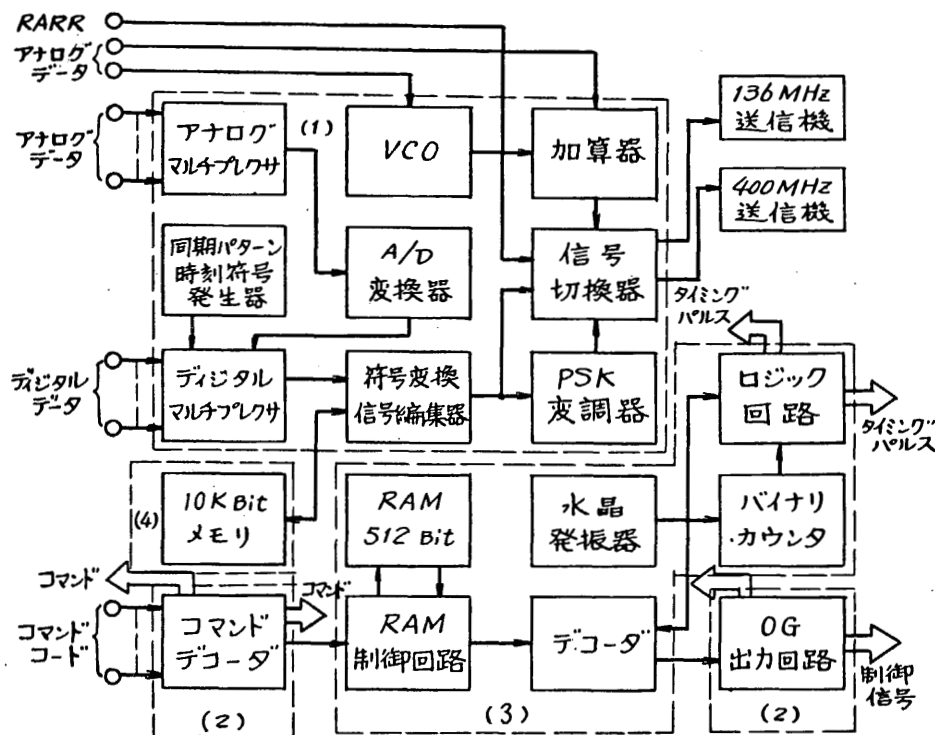 RARR
アナログ
データ
アナログ
データ
アナログ
マルチプレクサ
(1)
VCO
加算器
136MHz
送信機
400MHz
送信機
同期パターン
時刻符号
発生器
A/D
変換器
信号
切換器
タイミング
パルス
ディジタル
データ
ディジタル
マルチプレクサ
符号変換
信号編集器
PSK
変調器
ロジック
回路
タイミング
パルス
(4)
10K Bit
メモリ
RAM
512 Bit
水晶
発振器
バイナリ
・カウンタ
コマンド
コマンド
コマンド
コード
コマンド
デコーダ
RAM
制御回路
デコーダ
OG
出力回路
制御
信号
(2)
(3)
(2)